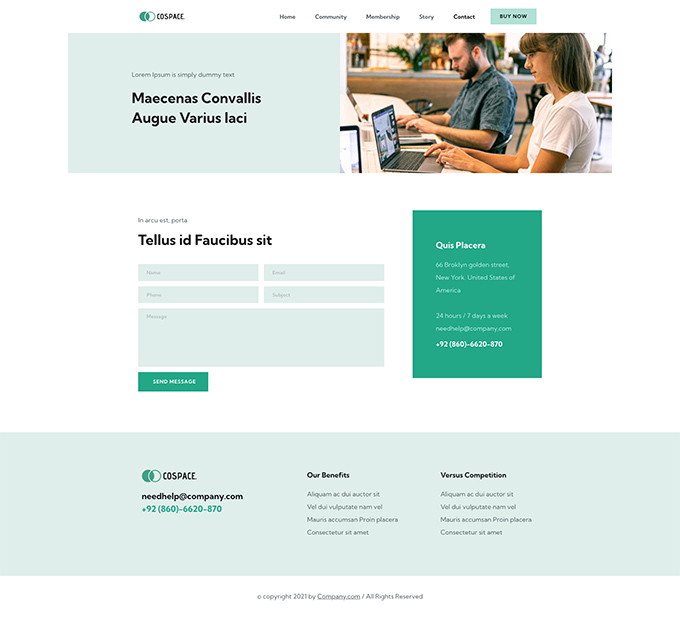 COSPACE.
Home Community Membership Story Contact BUY NOW
Lorem Ipsum is simply dummy text
Maecenas Convallis
Augue Varius Iaci
In arcu est, porta
Tellus id Faucibus sit
Name Email
Phone Subject
Message
SEND MESSAGE
Quis Placera
66 Broklyn golden street,
New York. United States of
America
24 hours / 7 days a week
needhelp@company,com
+92 (860)-6620-870
COSPACE.
needhelp@company.com
+92 (860)-6620-870
Our Benefits
Aliquam ac dui auctor sit
Vel dui vulputate nam vel
Mauris accumsan Proin placera
Consectetur sit amet
Versus Competition
Aliquam ac dui auctor sit
Vel dui vulputate nam vel
Mauris accumsan Proin placera
Consectetur sit amet
© copyright 2021 by Company.com / All Rights Reserved